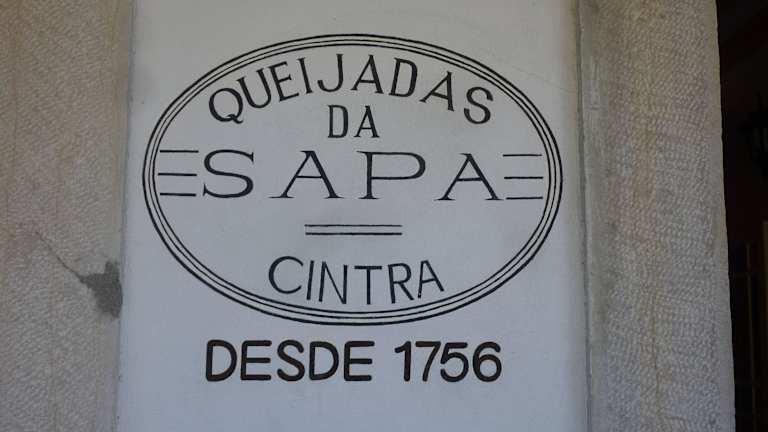 QUEIJADAS
DA
SAPA
CINTRA
DESDE 1756